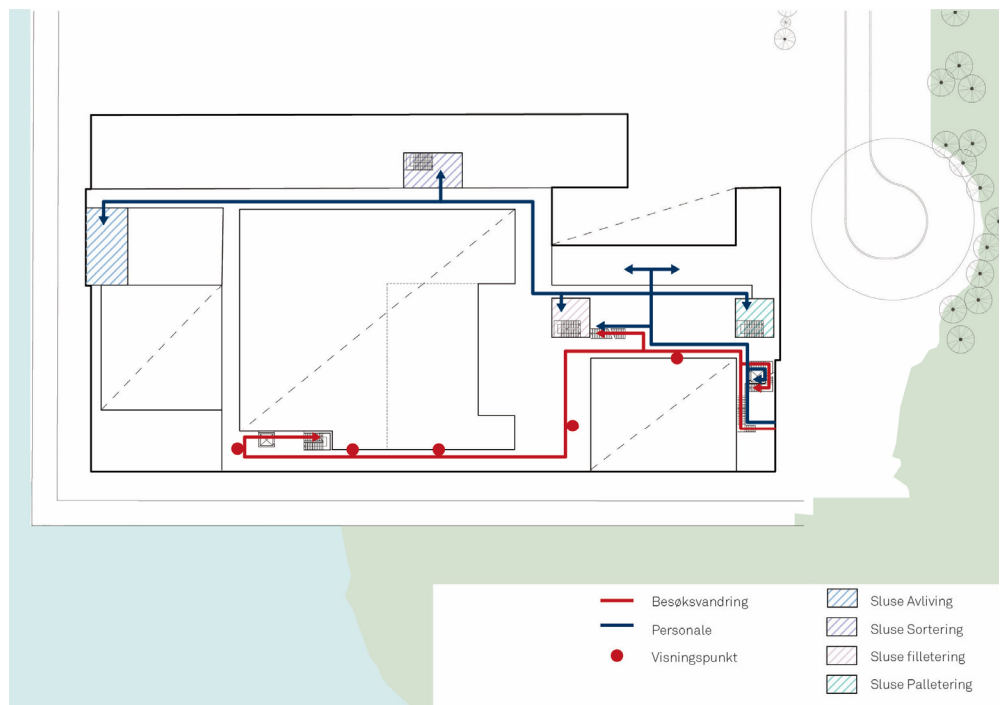 Besøksvandring
Personale
Visningspunkt
Sluse Avliving
Sluse Sortering
Sluse filletering
Sluse Palletering